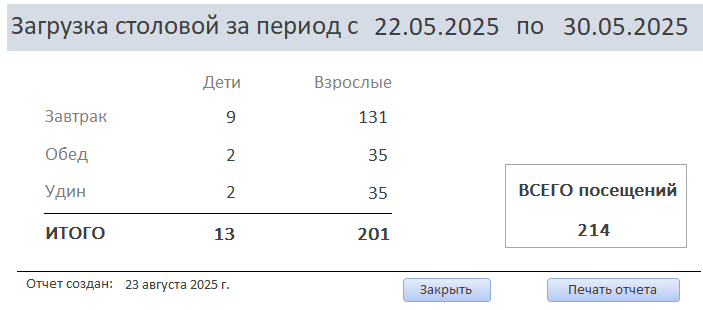 Загрузка столовой за период с 22.05.2025 по 30.05.2025
Дети Взрослые
Завтрак 9 131
Обед 2 35
Удин 2 35
ИТОГО 13 201
ВСЕГО посещений
214
Отчет создан: 23 августа 2025 г.
Закрыть
Печать отчета